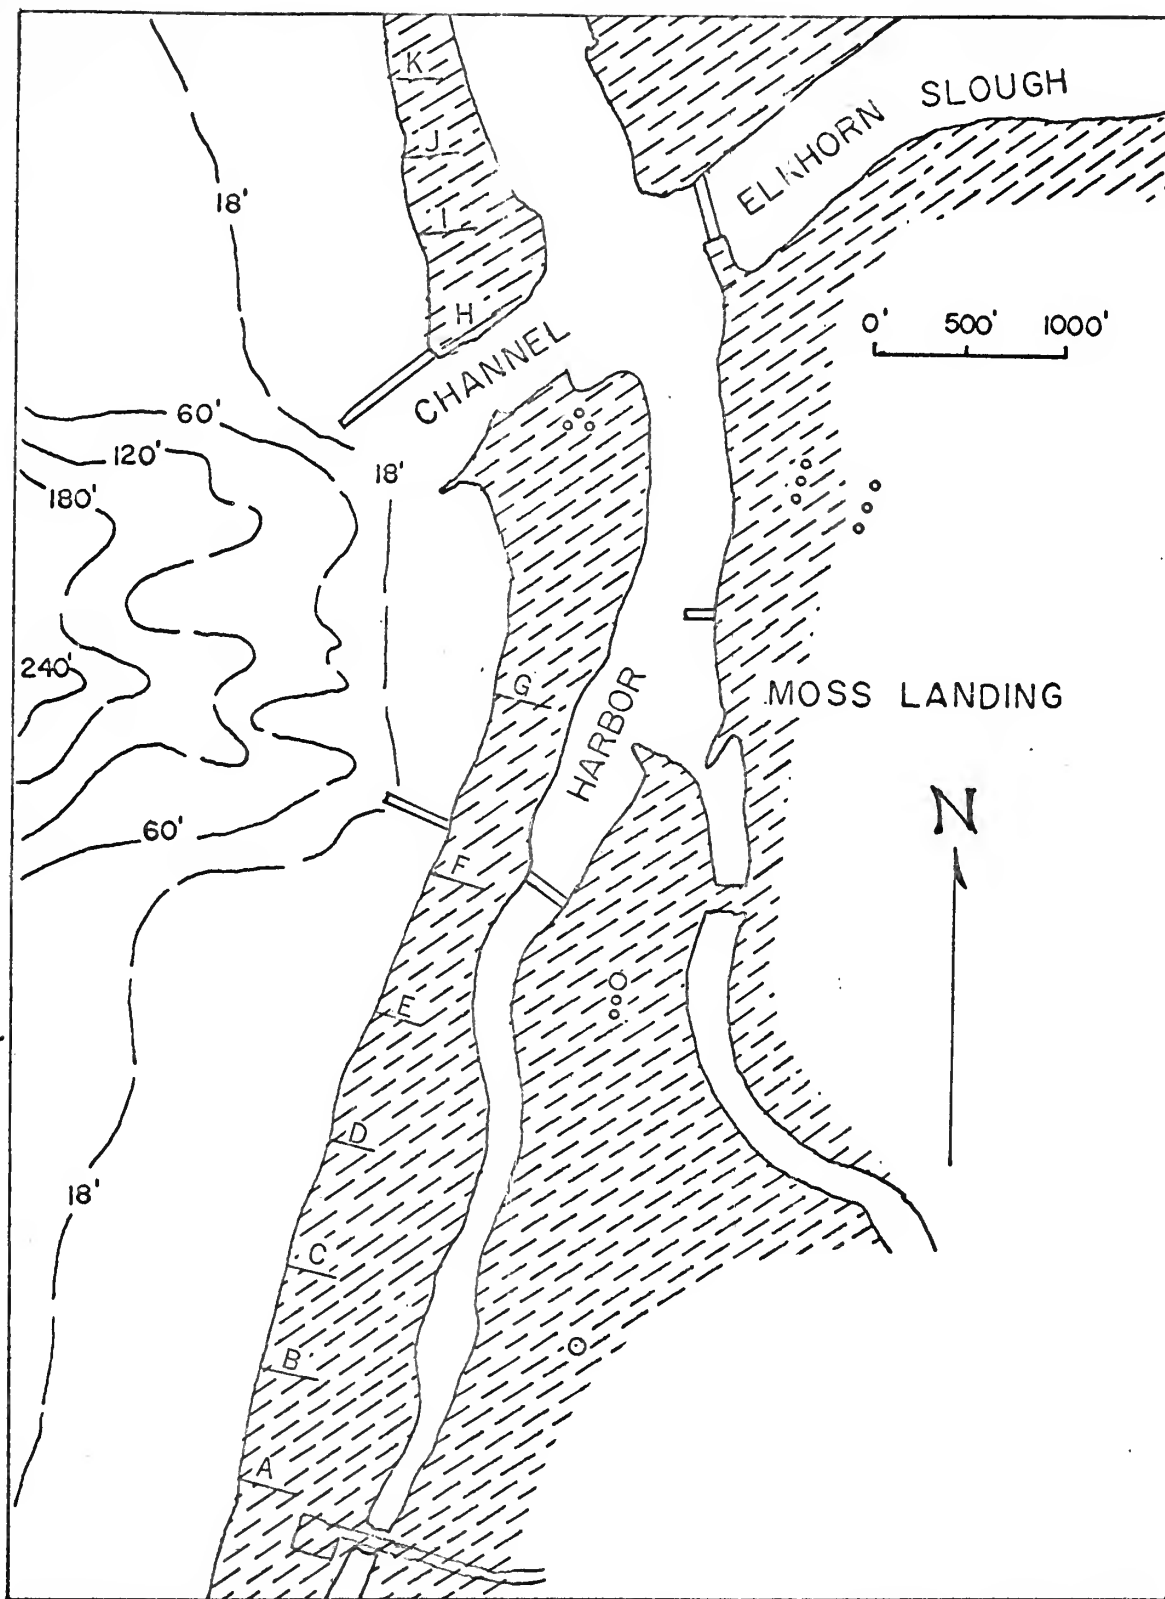 K
SLOUGH
ELKHORN
J
18'
I
H
0' 500' 1000'
CHANNEL
60'
120'
18'
180'
240'
G
MOSS LANDING
HARBOR
N
60'
F
E
D
18'
C
B
A